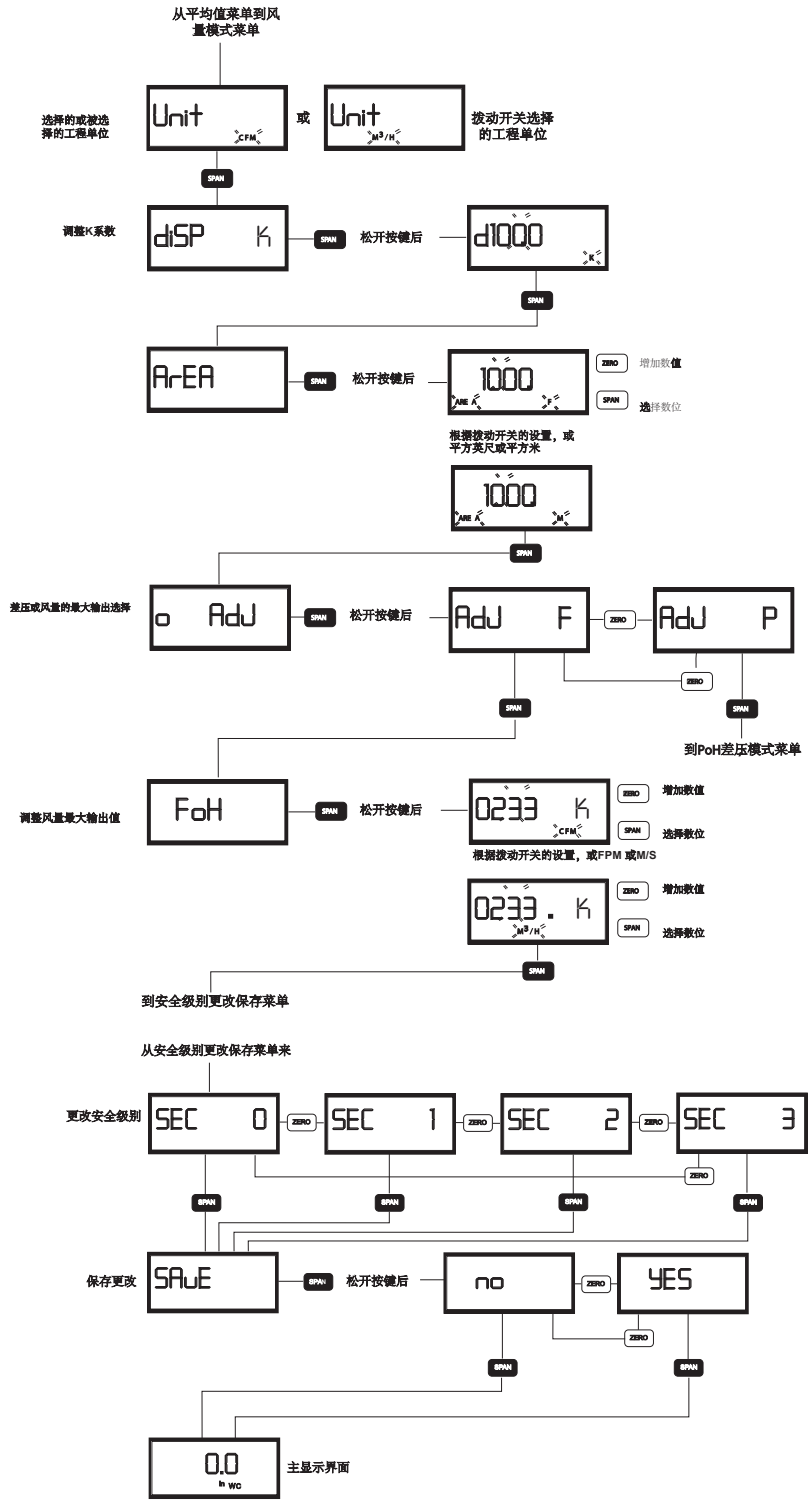 从平均值菜单到风
量模式菜单
选择的或被选
择的工程单位
Unit
CFM
或
Unit
M³/H
拨动开关选择
的工程单位
SPAN
调整K系数
diSP K
SPAN
松开按键后
d10.00
K
SPAN
ArEA
SPAN
松开按键后
10.00
ARE A F
ZERO
增加数值
SPAN
选择数位
根据拨动开关的设置，或
平方英尺或平方米
10.00
ARE A M
SPAN
差压或风量的最大输出选择
o AdJ
SPAN
松开按键后
AdJ F
ZERO
AdJ P
ZERO
SPAN
SPAN
到PoH差压模式菜单
调整风量最大输出值
FoH
SPAN
松开按键后
023.3 K
CFM
ZERO
增加数值
SPAN
选择数位
根据拨动开关的设置，或FPM 或M/S
023.3. K
M³/H
ZERO
增加数值
SPAN
选择数位
SPAN
到安全级别更改保存菜单
从安全级别更改保存菜单来
更改安全级别
SEC 0
ZERO
SEC 1
ZERO
SEC 2
ZERO
SEC 3
ZERO
SPAN
SPAN
SPAN
SPAN
保存更改
SAuE
SPAN
松开按键后
no
ZERO
YES
ZERO
SPAN
SPAN
0.0
In WC
主显示界面